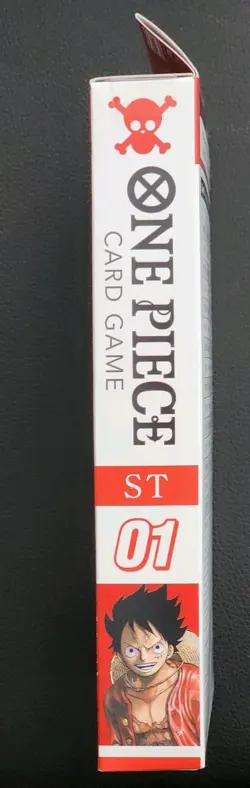 ONE PIECE
CARD GAME
ST
01